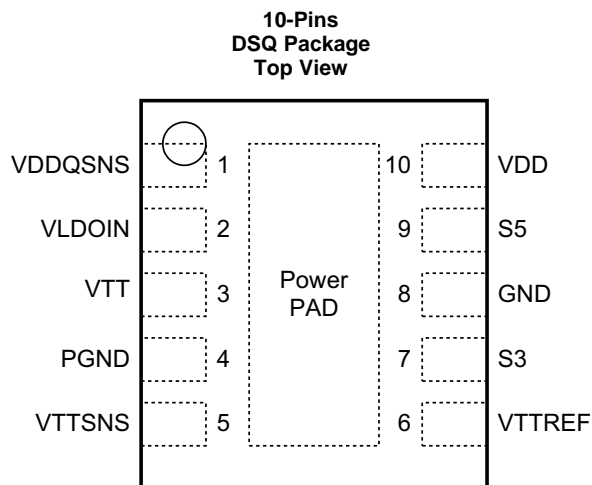 10-Pins
DSQ Package
Top View
VDDQSNS 1 10 VDD
VLDOIN 2 9 S5
VTT 3 8 GND
Power
PAD
PGND 4 7 S3
VTTSNS 5 6 VTTREF